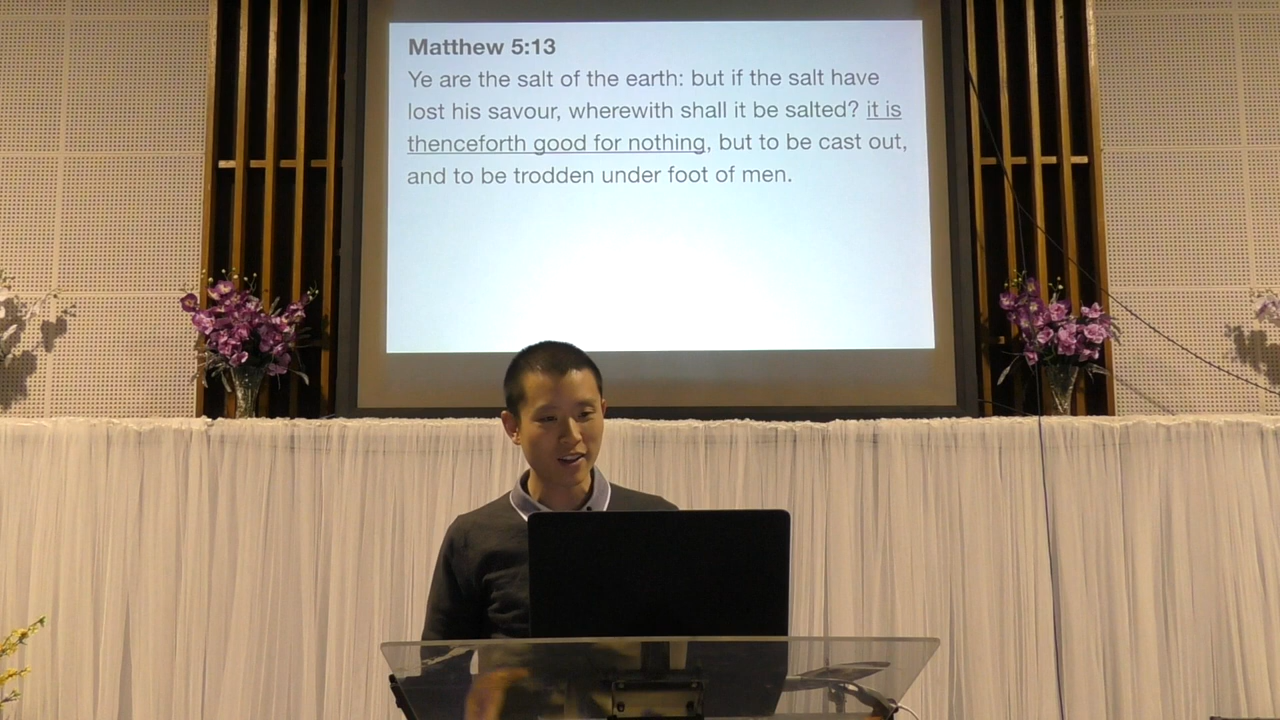 Matthew 5:13
Ye are the salt of the earth: but if the salt have
lost his savour, wherewith shall it be salted? it is
thenceforth good for nothing, but to be cast out,
and to be trodden under foot of men.